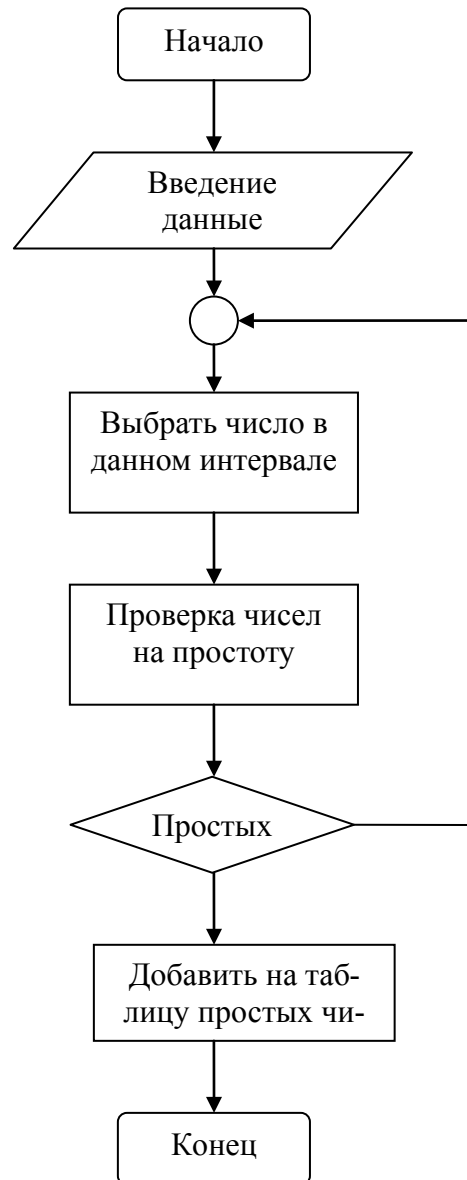 Начало
Введение
данные
Выбрать число в
данном интервале
Проверка чисел
на простоту
Простых
Добавить на таб-
лицу простых чи-
Конец